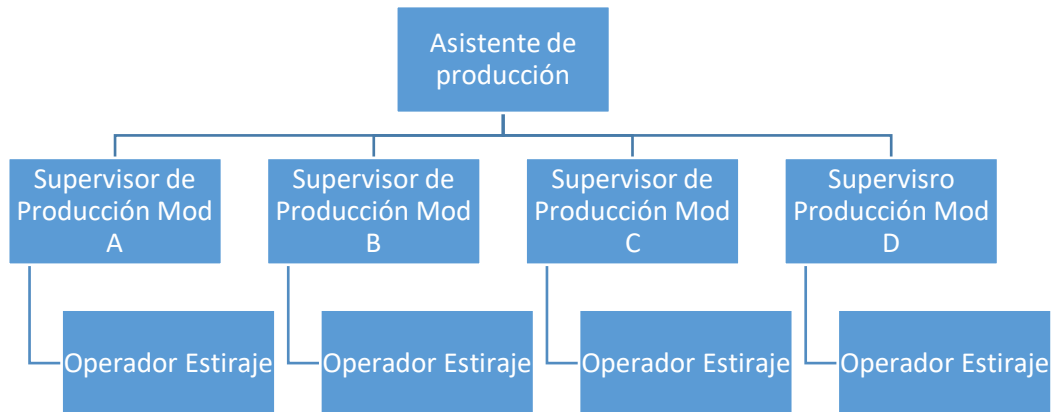 Asistente de
producción
Supervisor de
Producción Mod
A
Supervisor de
Producción Mod
B
Supervisor de
Producción Mod
C
Supervisro
Producción Mod
D
Operador Estiraje
Operador Estiraje
Operador Estiraje
Operador Estiraje